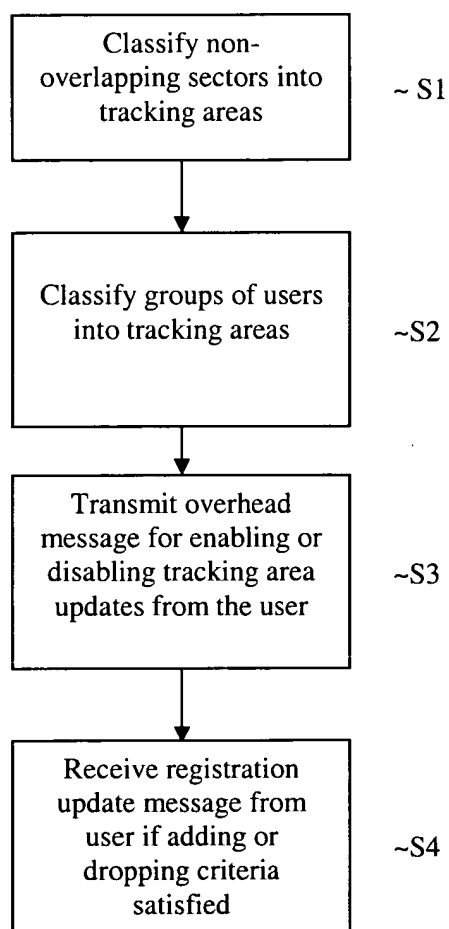 Classify non-
overlapping sectors into
tracking areas
~ S1
Classify groups of users
into tracking areas
~S2
Transmit overhead
message for enabling or
disabling tracking area
updates from the user
~S3
Receive registration
update message from
user if adding or
dropping criteria
satisfied
~S4